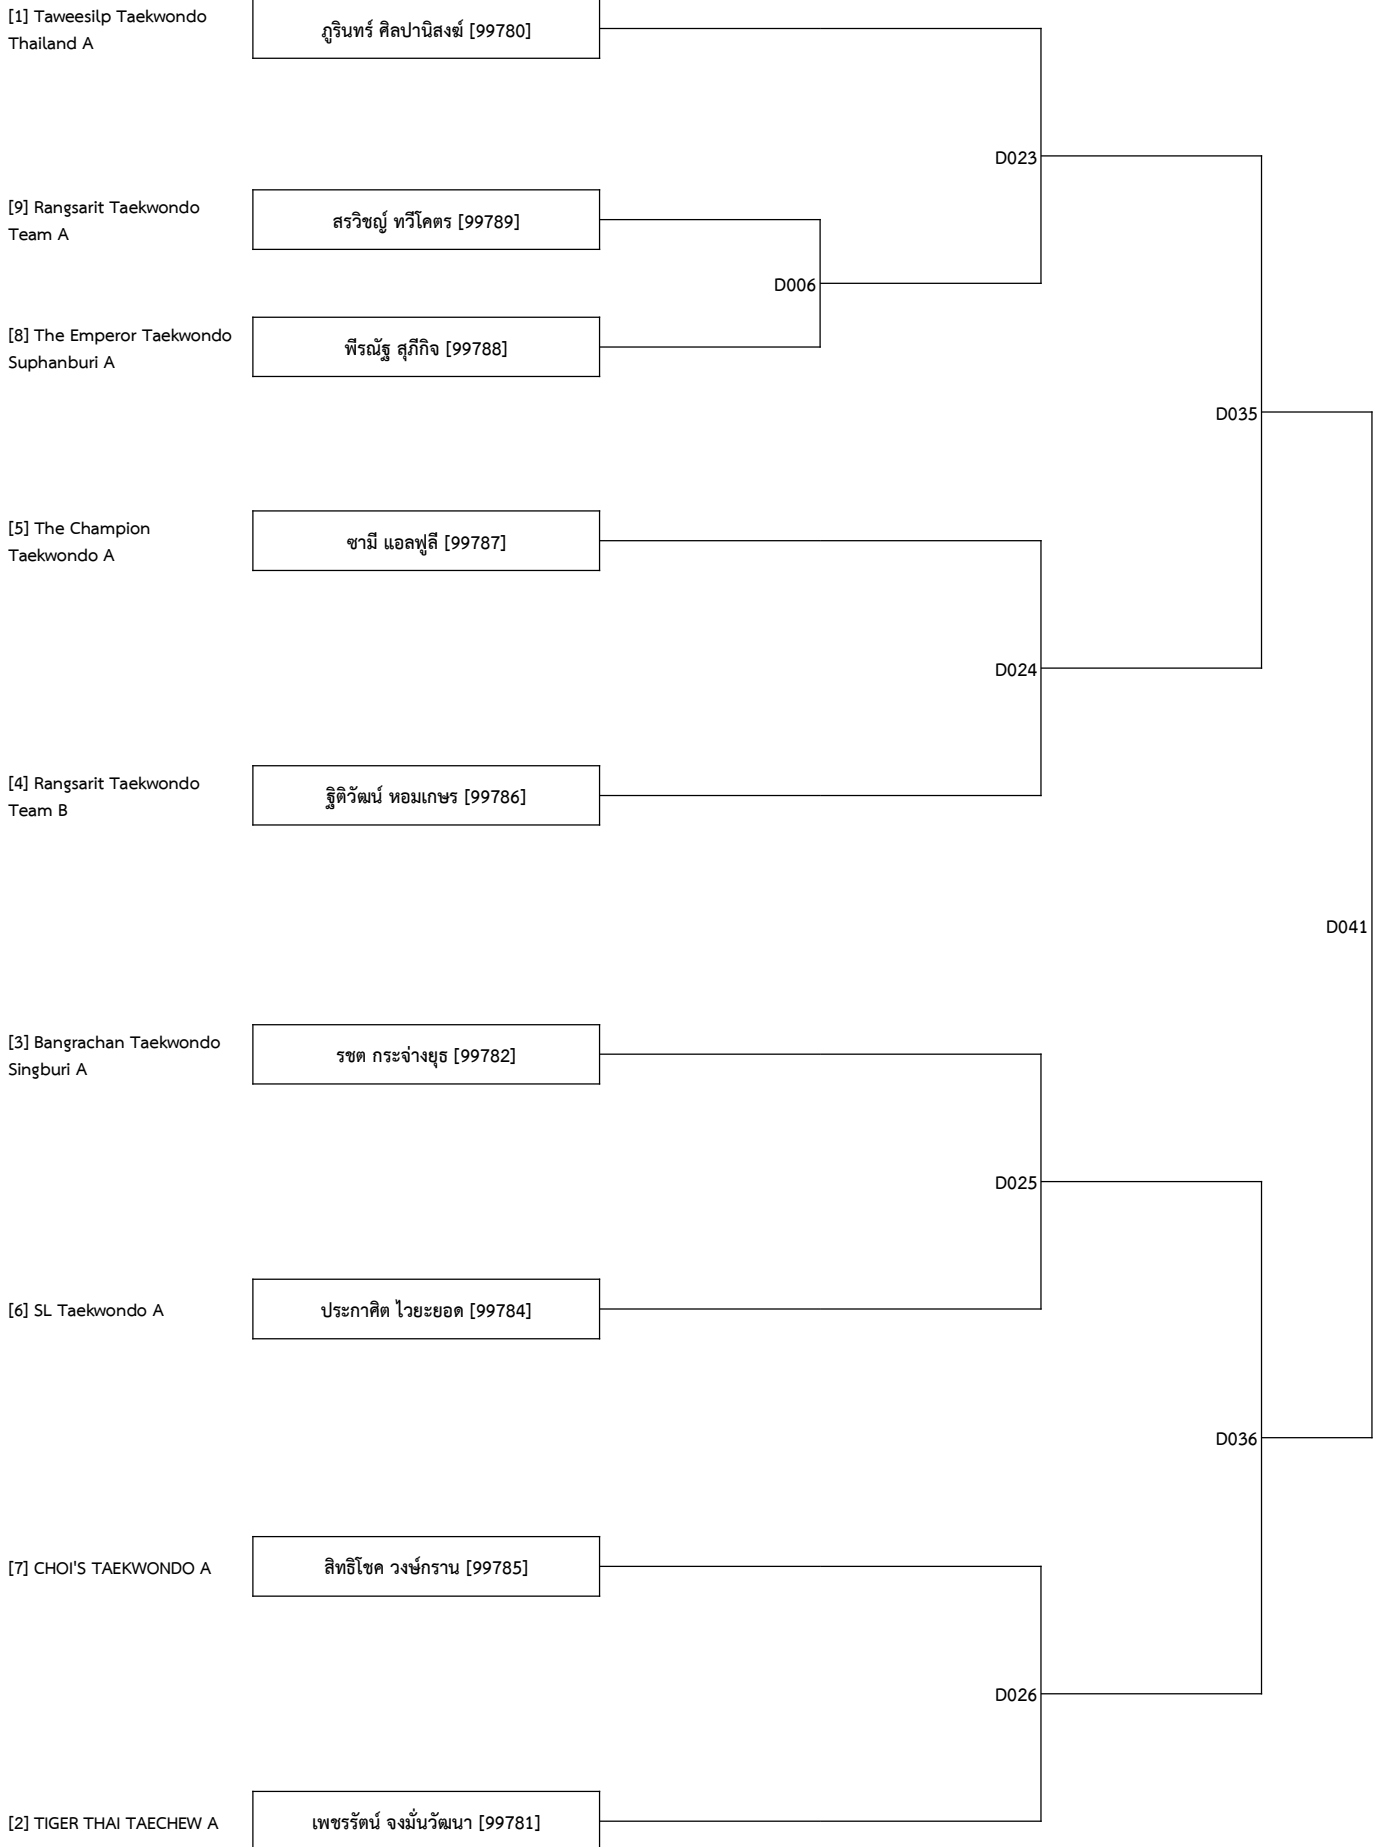 [1] Taweesilp Taekwondo
Thailand A
ภูรินทร์ ศิลปานิสงฆ์ [99780]
D023
[9] Rangsarit Taekwondo
Team A
สรวิชญ์ ทวีโคตร [99789]
D006
[8] The Emperor Taekwondo
Suphanburi A
พีรณัฐ สุภีกิจ [99788]
D035
[5] The Champion
Taekwondo A
ซามี แอลฟูลี [99787]
D024
[4] Rangsarit Taekwondo
Team B
ฐิติวัฒน์ หอมเกษร [99786]
D041
[3] Bangrachan Taekwondo
Singburi A
รชต กระจ่างยุธ [99782]
D025
[6] SL Taekwondo A
ประกาศิต ไวยะยอด [99784]
D036
[7] CHOI'S TAEKWONDO A
สิทธิโชค วงษ์กราน [99785]
D026
[2] TIGER THAI TAECHEW A
เพชรรัตน์ จงมั่นวัฒนา [99781]